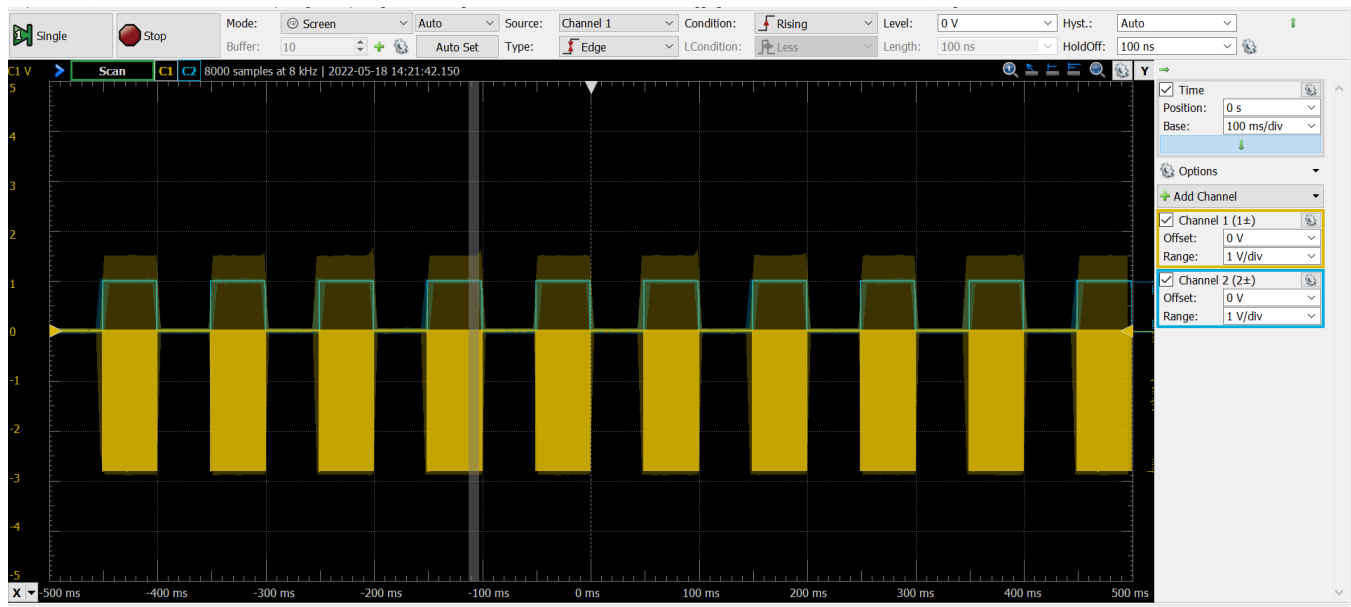 Single
Stop
Mode: Screen Auto Source: Channel 1 Condition: Rising Level: 0 V Hyst.: Auto
Buffer: 10 Auto Set Type: Edge LCondition: Less Length: 100 ns HoldOff: 100 ns
C1 V Scan C1 C2 8000 samples at 8 kHz | 2022-05-18 14:21:42.150 Y
5
4
3
2
1
0
-1
-2
-3
-4
-5
X -500 ms -400 ms -300 ms -200 ms -100 ms 0 ms 100 ms 200 ms 300 ms 400 ms 500 ms
Time
Position: 0 s
Base: 100 ms/div
Options
Add Channel
Channel 1 (1±)
Offset: 0 V
Range: 1 V/div
Channel 2 (2±)
Offset: 0 V
Range: 1 V/div